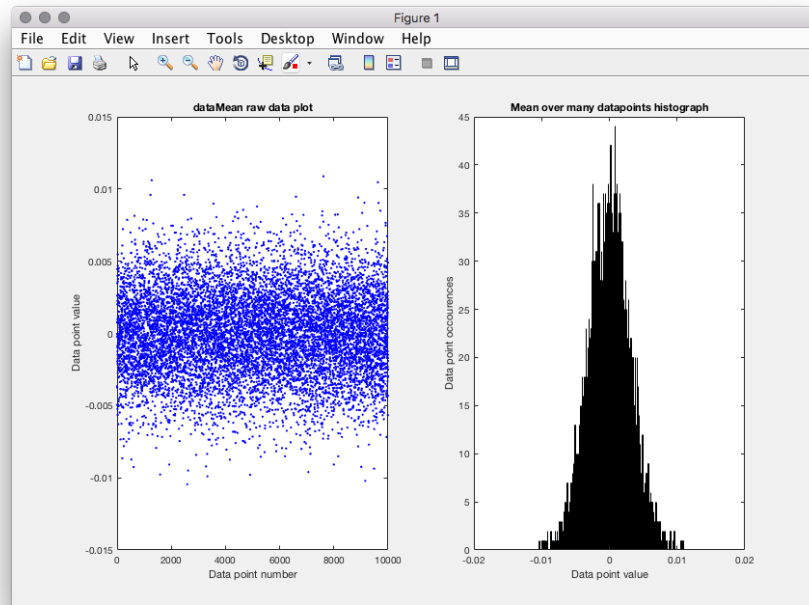 Figure 1
File Edit View Insert Tools Desktop Window Help
dataMean raw data plot
0.015
0.01
0.005
0
-0.005
-0.01
-0.015
Data point value
0 2000 4000 6000 8000 10000
Data point number
Mean over many datapoints histograph
45
40
35
30
25
20
15
10
5
0
Data point occourences
-0.02 -0.01 0 0.01 0.02
Data point value